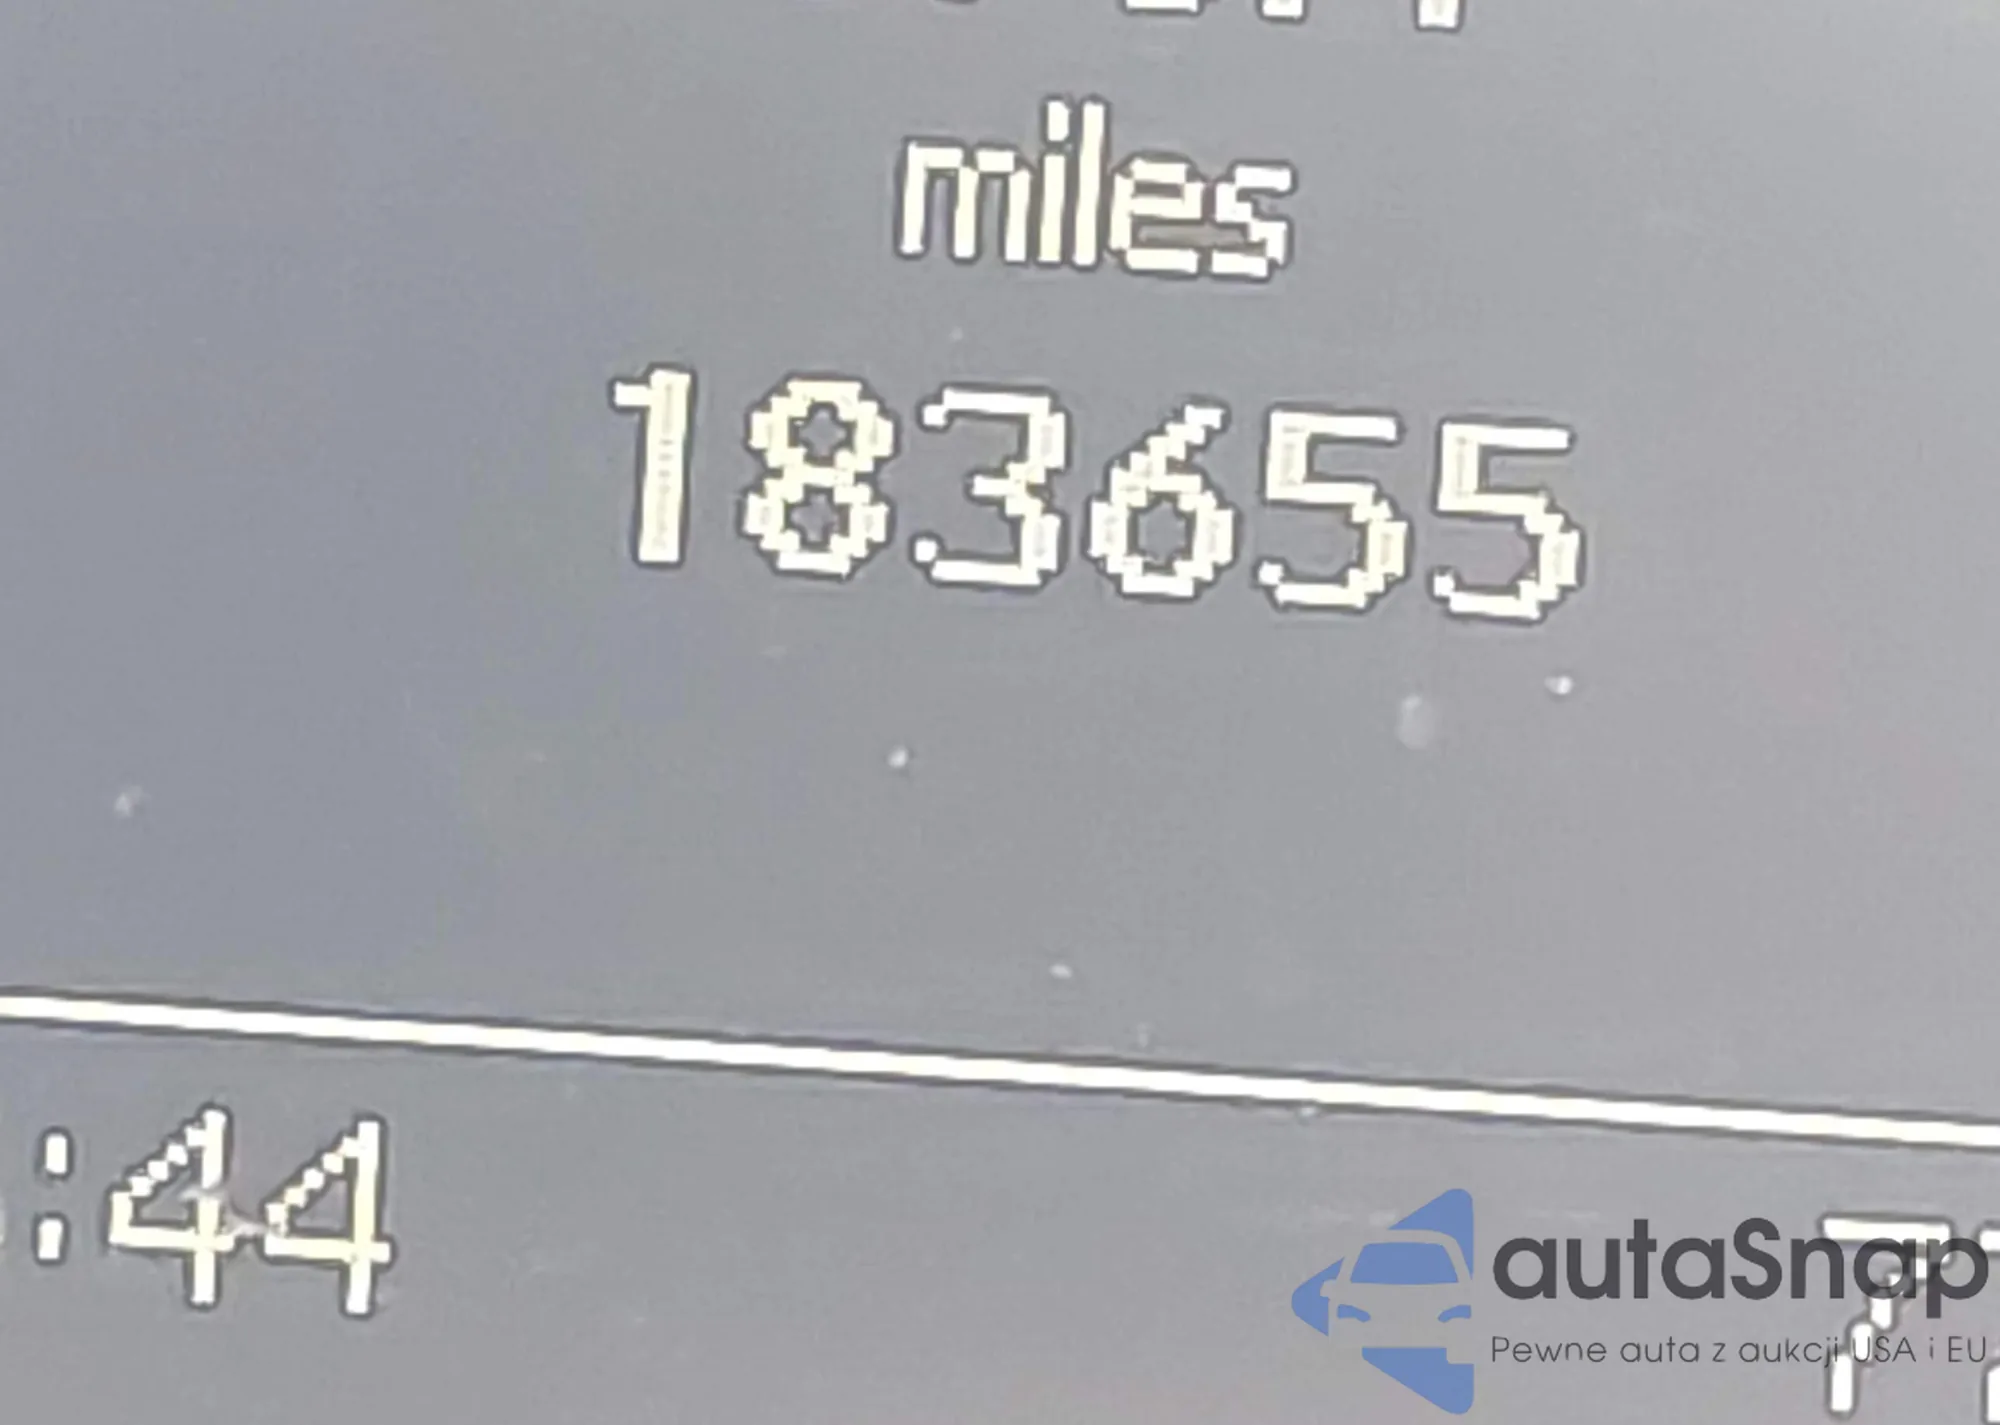 miles
183655
:44
autaSnap
Pewne auta z aukcji USA i EU